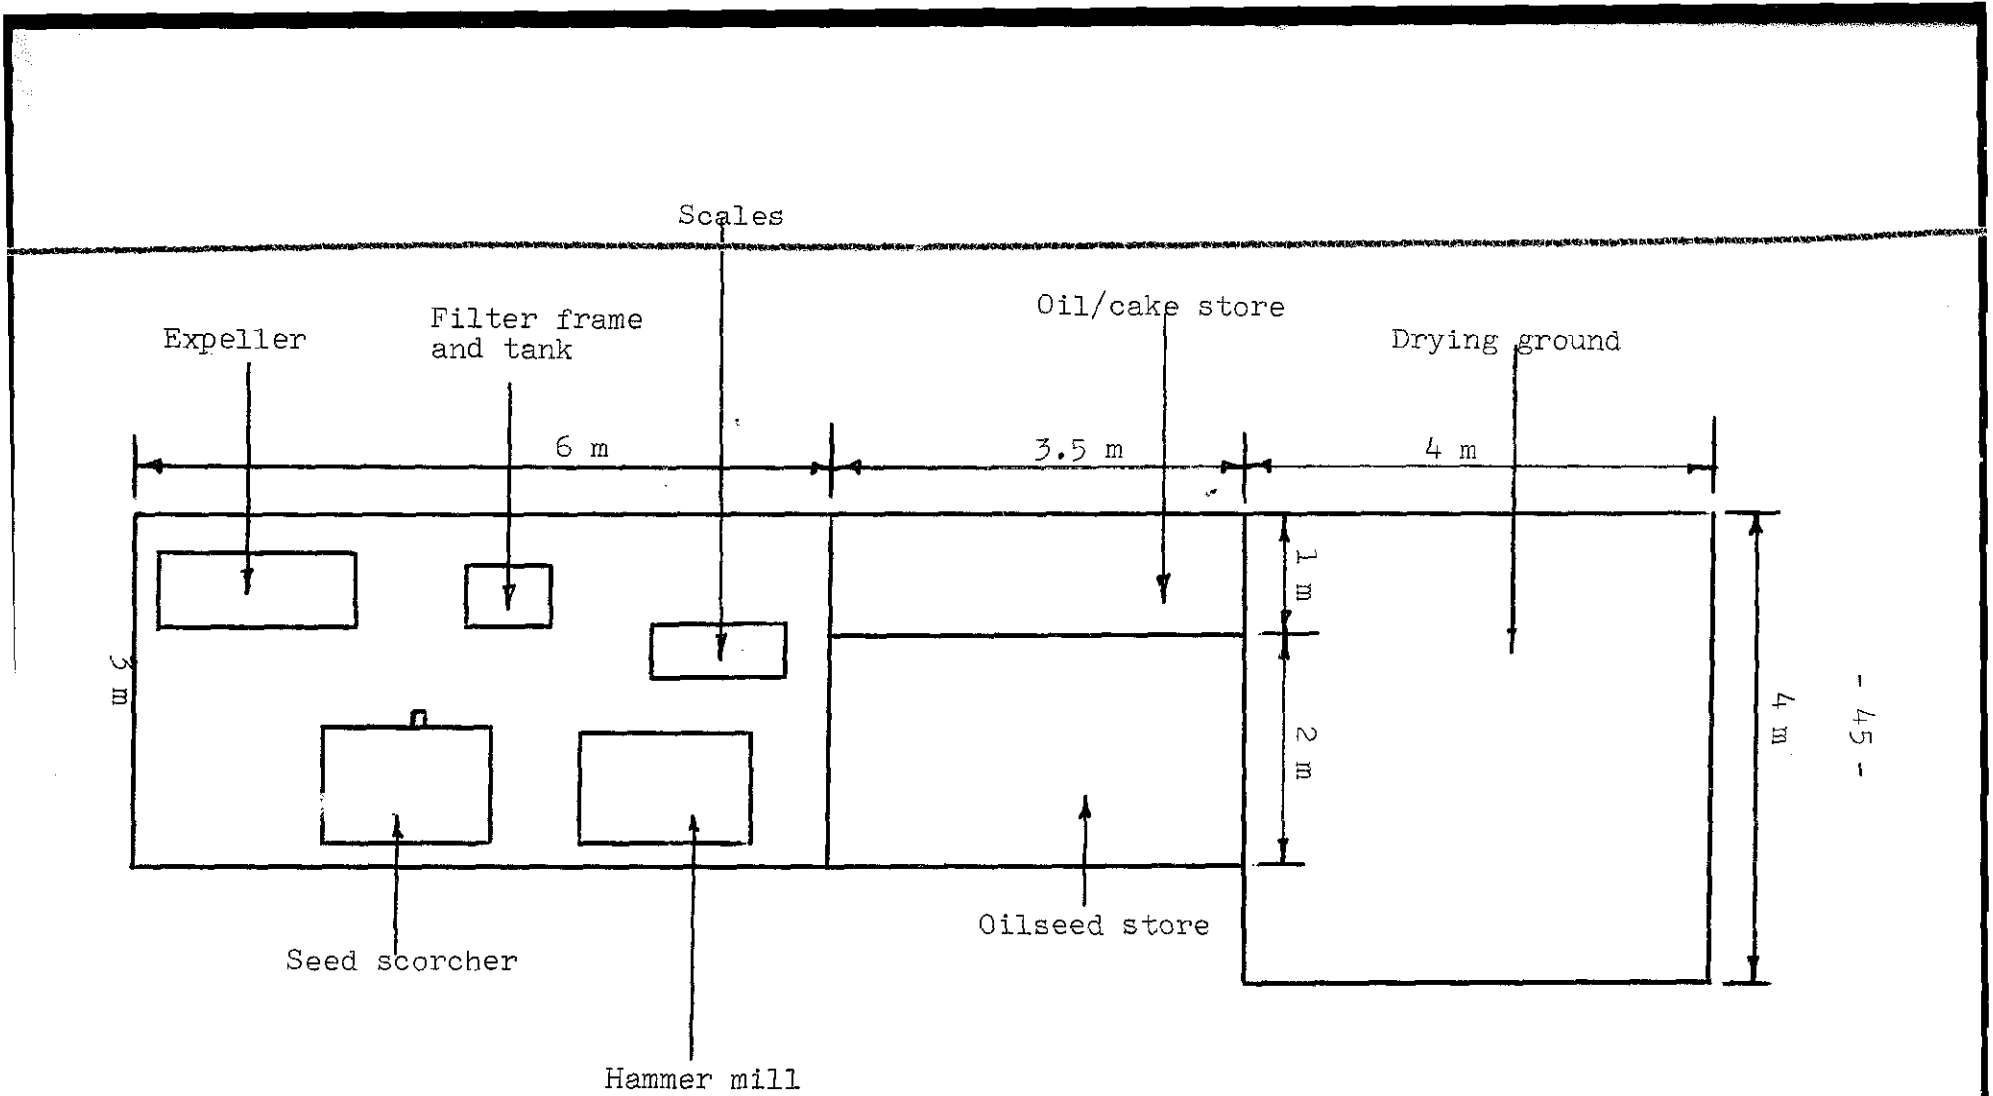 Scales
Oil/cake store
Filter frame
and tank
Expeller
Drying ground
6 m
3.5 m
4 m
1 m
3 m
2 m
4 m
- 45 -
Oilseed store
Seed scorcher
Hammer mill